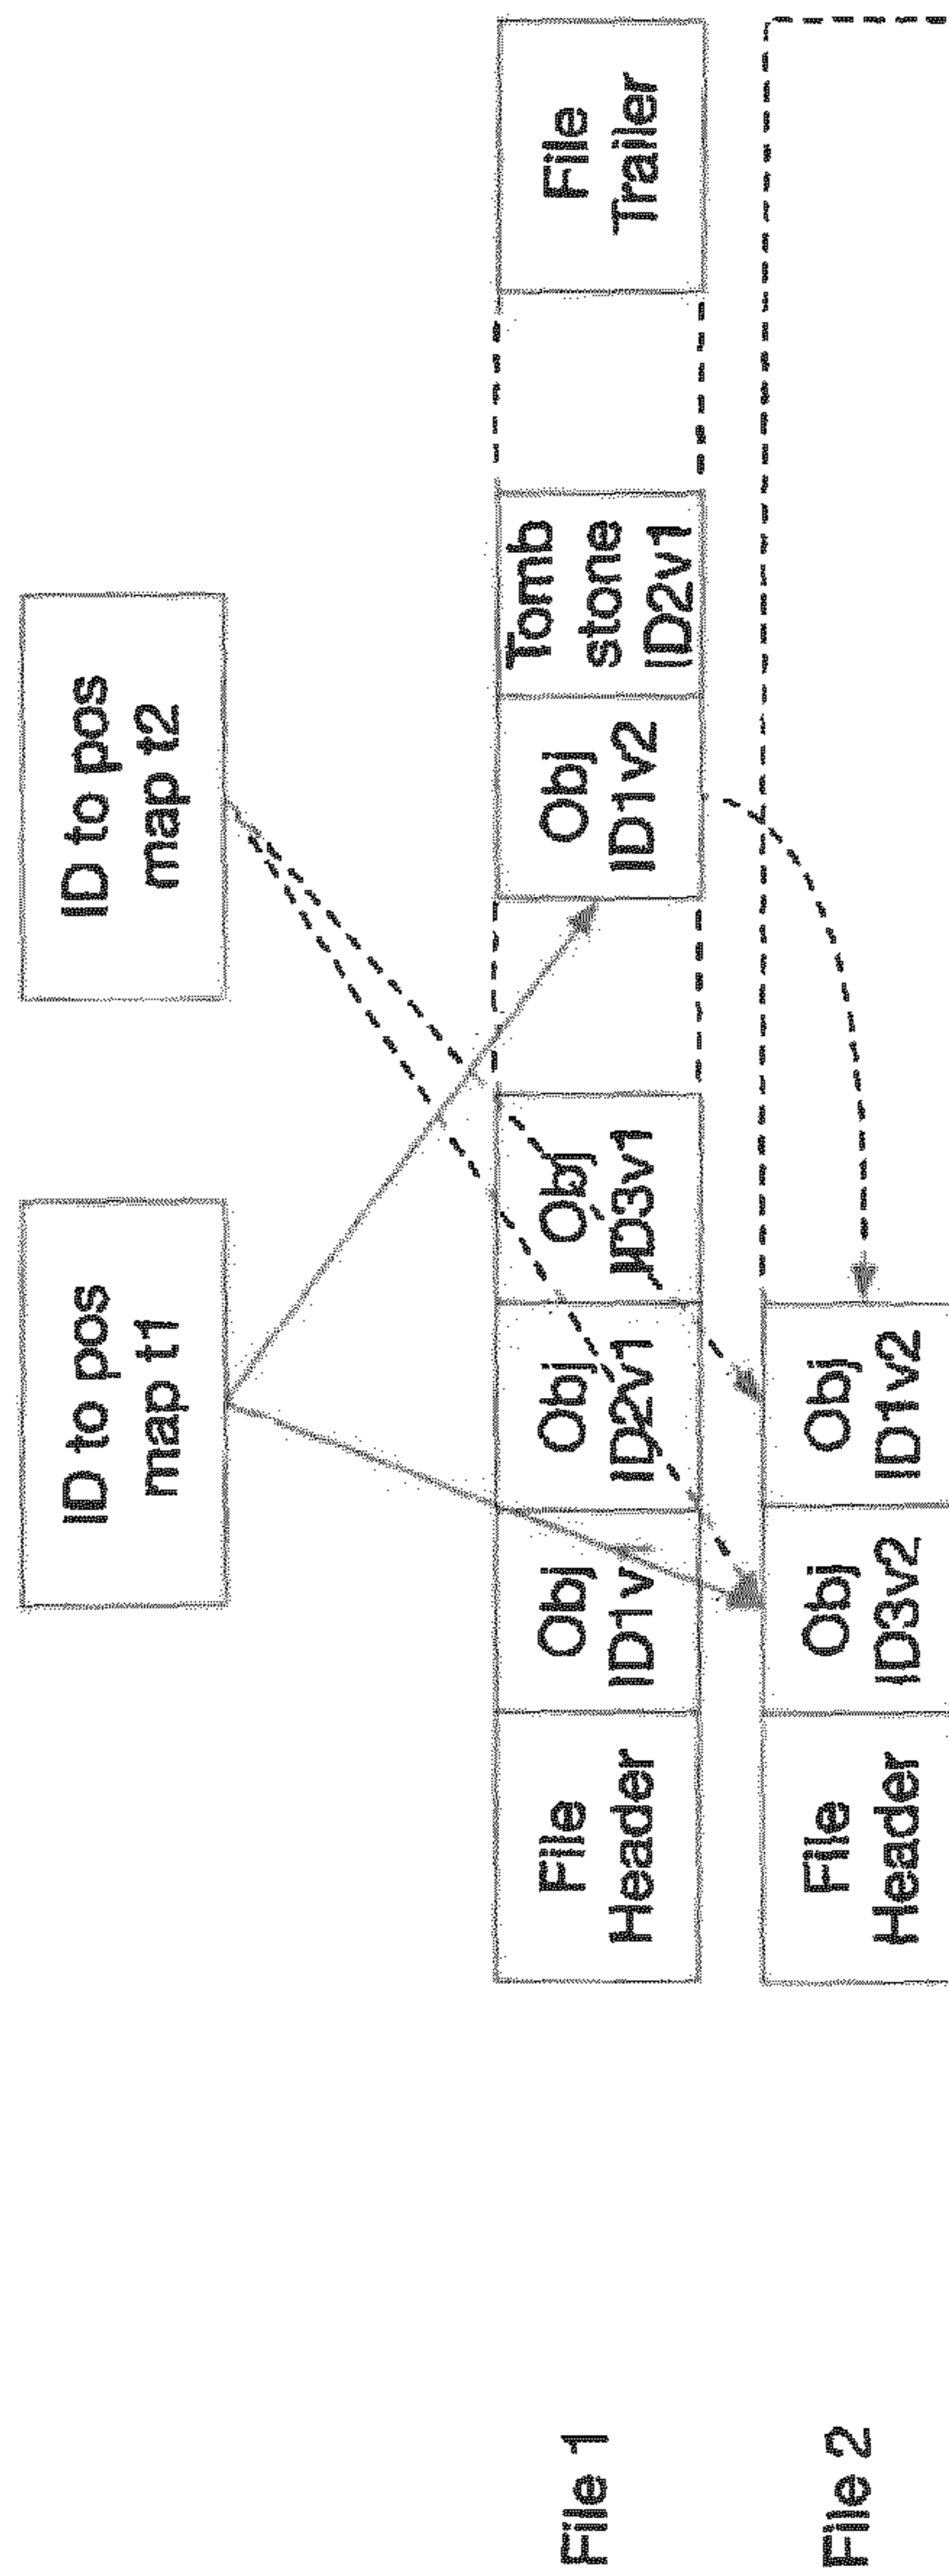 ID to pos
map t1
ID to pos
map t2
File 1
File
Header
Obj
ID1v1
Obj
ID2v1
Obj
ID3v1
Obj
ID1v2
Tomb
stone
ID2v1
File
Trailer
File 2
File
Header
Obj
ID3v2
Obj
ID1v2